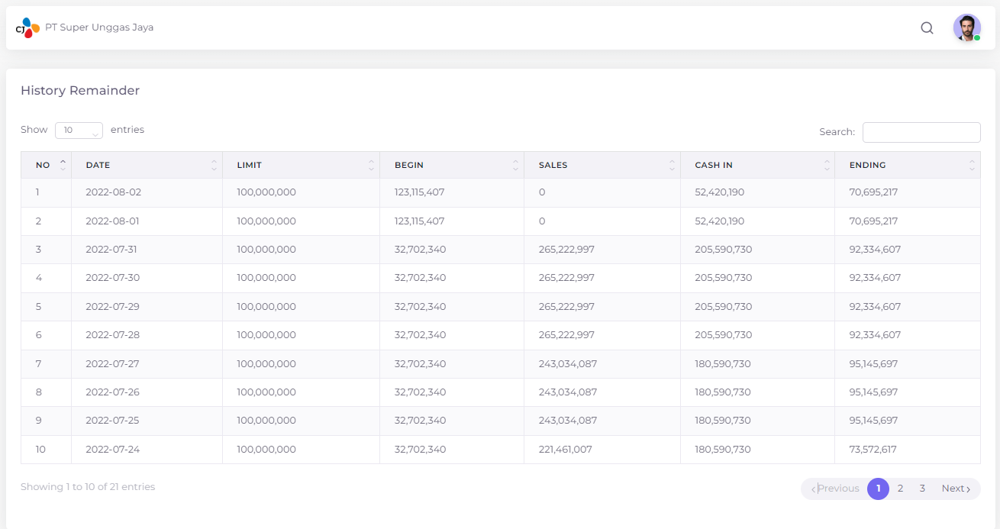 CJ PT Super Unggas Jaya
History Remainder
Show 10 entries Search:
NO DATE LIMIT BEGIN SALES CASH IN ENDING
1 2022-08-02 100,000,000 123,115,407 0 52,420,190 70,695,217
2 2022-08-01 100,000,000 123,115,407 0 52,420,190 70,695,217
3 2022-07-31 100,000,000 32,702,340 265,222,997 205,590,730 92,334,607
4 2022-07-30 100,000,000 32,702,340 265,222,997 205,590,730 92,334,607
5 2022-07-29 100,000,000 32,702,340 265,222,997 205,590,730 92,334,607
6 2022-07-28 100,000,000 32,702,340 265,222,997 205,590,730 92,334,607
7 2022-07-27 100,000,000 32,702,340 243,034,087 180,590,730 95,145,697
8 2022-07-26 100,000,000 32,702,340 243,034,087 180,590,730 95,145,697
9 2022-07-25 100,000,000 32,702,340 243,034,087 180,590,730 95,145,697
10 2022-07-24 100,000,000 32,702,340 221,461,007 180,590,730 73,572,617
Showing 1 to 10 of 21 entries Previous 1 2 3 Next